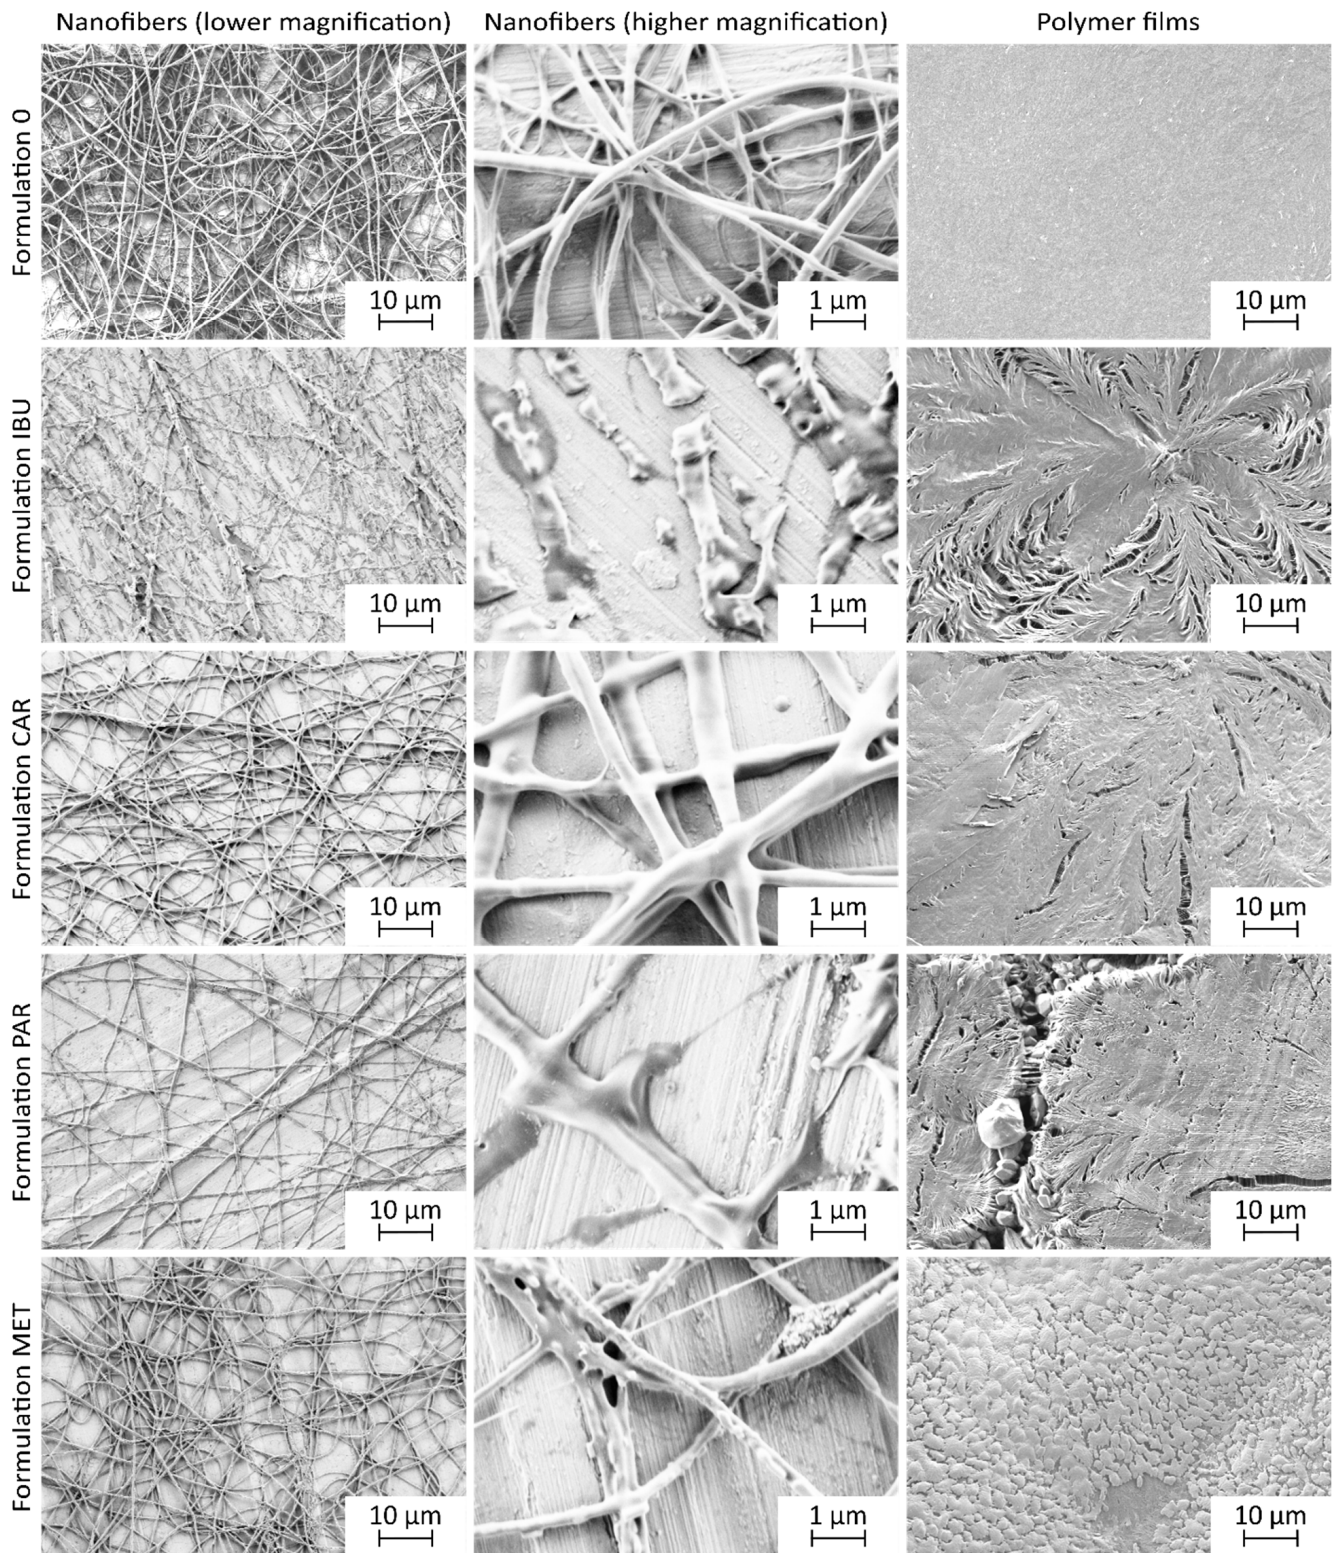 Nanofibers (lower magnification) Nanofibers (higher magnification) Polymer films
Formulation 0
10 µm 1 µm 10 µm
Formulation IBU
10 µm 1 µm 10 µm
Formulation CAR
10 µm 1 µm 10 µm
Formulation PAR
10 µm 1 µm 10 µm
Formulation MET
10 µm 1 µm 10 µm